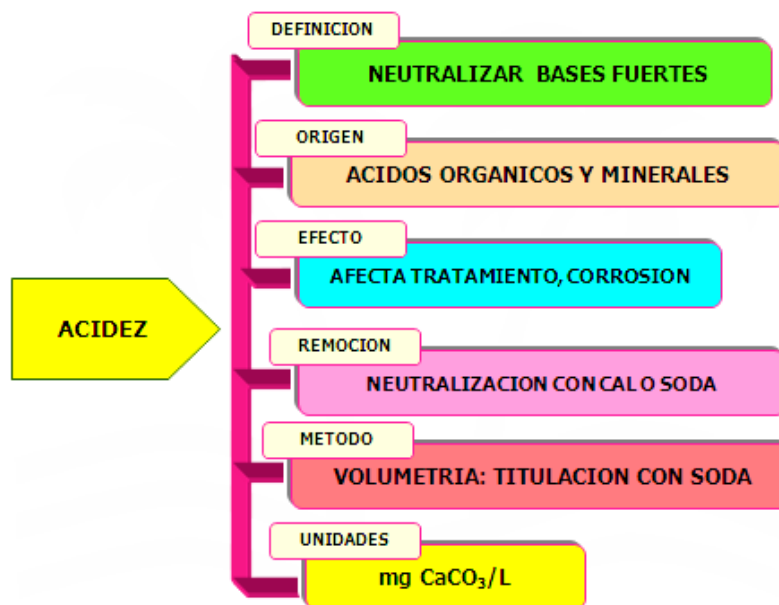 DEFINICION
NEUTRALIZAR BASES FUERTES
ORIGEN
ACIDOS ORGANICOS Y MINERALES
EFECTO
AFECTA TRATAMIENTO, CORROSION
ACIDEZ
REMOCION
NEUTRALIZACION CON CAL O SODA
METODO
VOLUMETRIA: TITULACION CON SODA
UNIDADES
mg CaCO₃/L